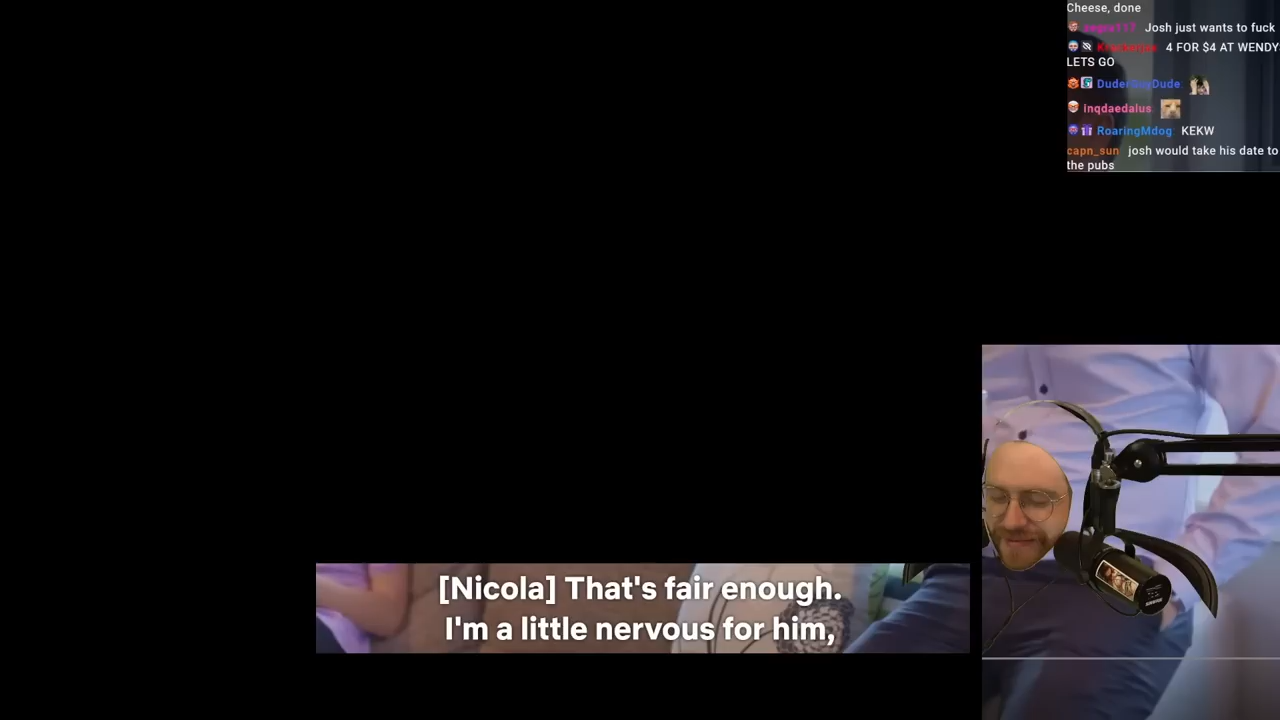 Cheese, done
Josh just wants to fuck
4 FOR $4 AT WENDY
LETS GO
inqdaedalus
RoaringMdog KEKW
capn_sun josh would take his date to
the pubs
[Nicola] That's fair enough.
I'm a little nervous for him,